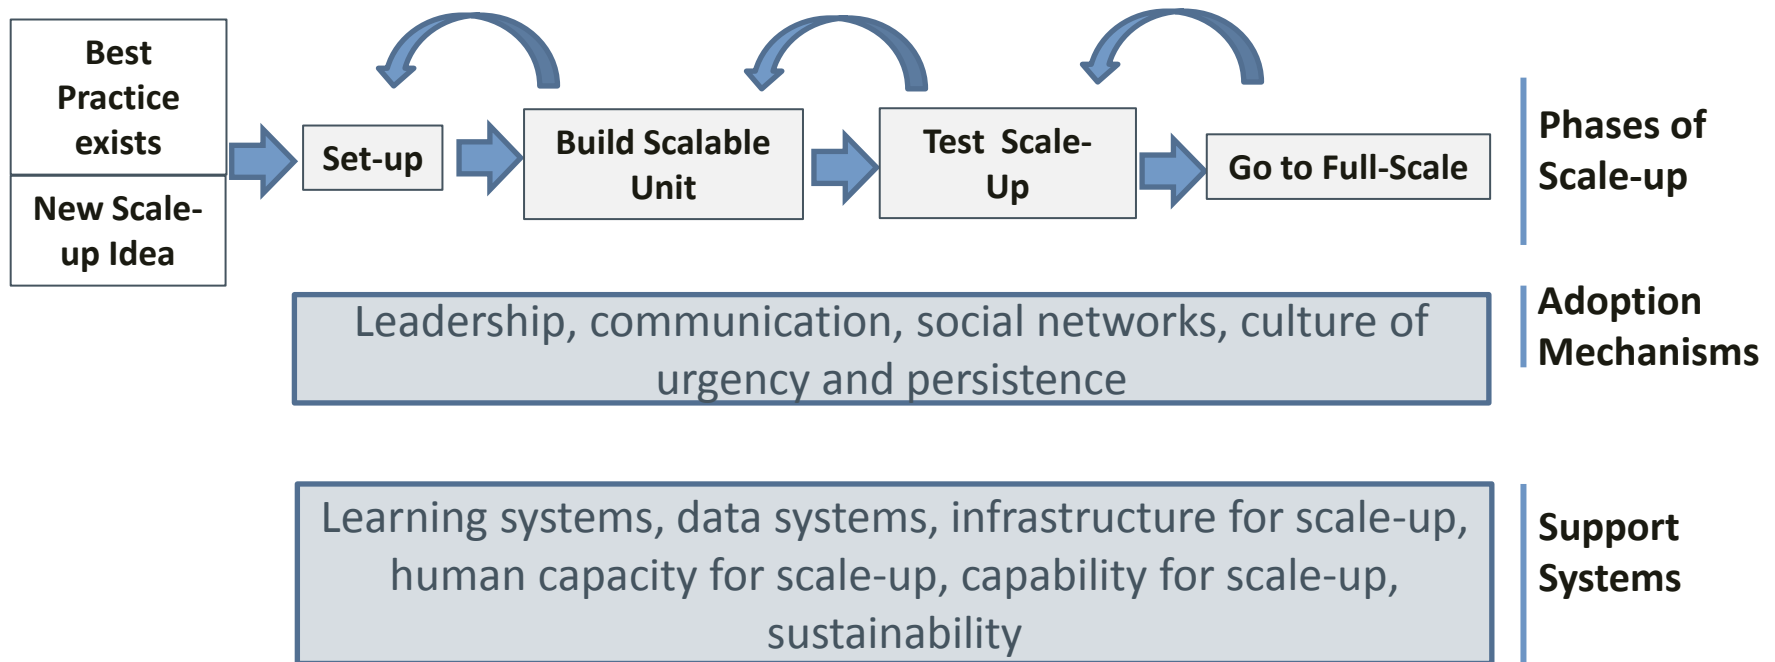 Best
Practice
exists
New Scale-
up Idea
Set-up
Build Scalable
Unit
Test Scale-
Up
Go to Full-Scale
Phases of
Scale-up
Leadership, communication, social networks, culture of
urgency and persistence
Adoption
Mechanisms
Learning systems, data systems, infrastructure for scale-up,
human capacity for scale-up, capability for scale-up,
sustainability
Support
Systems